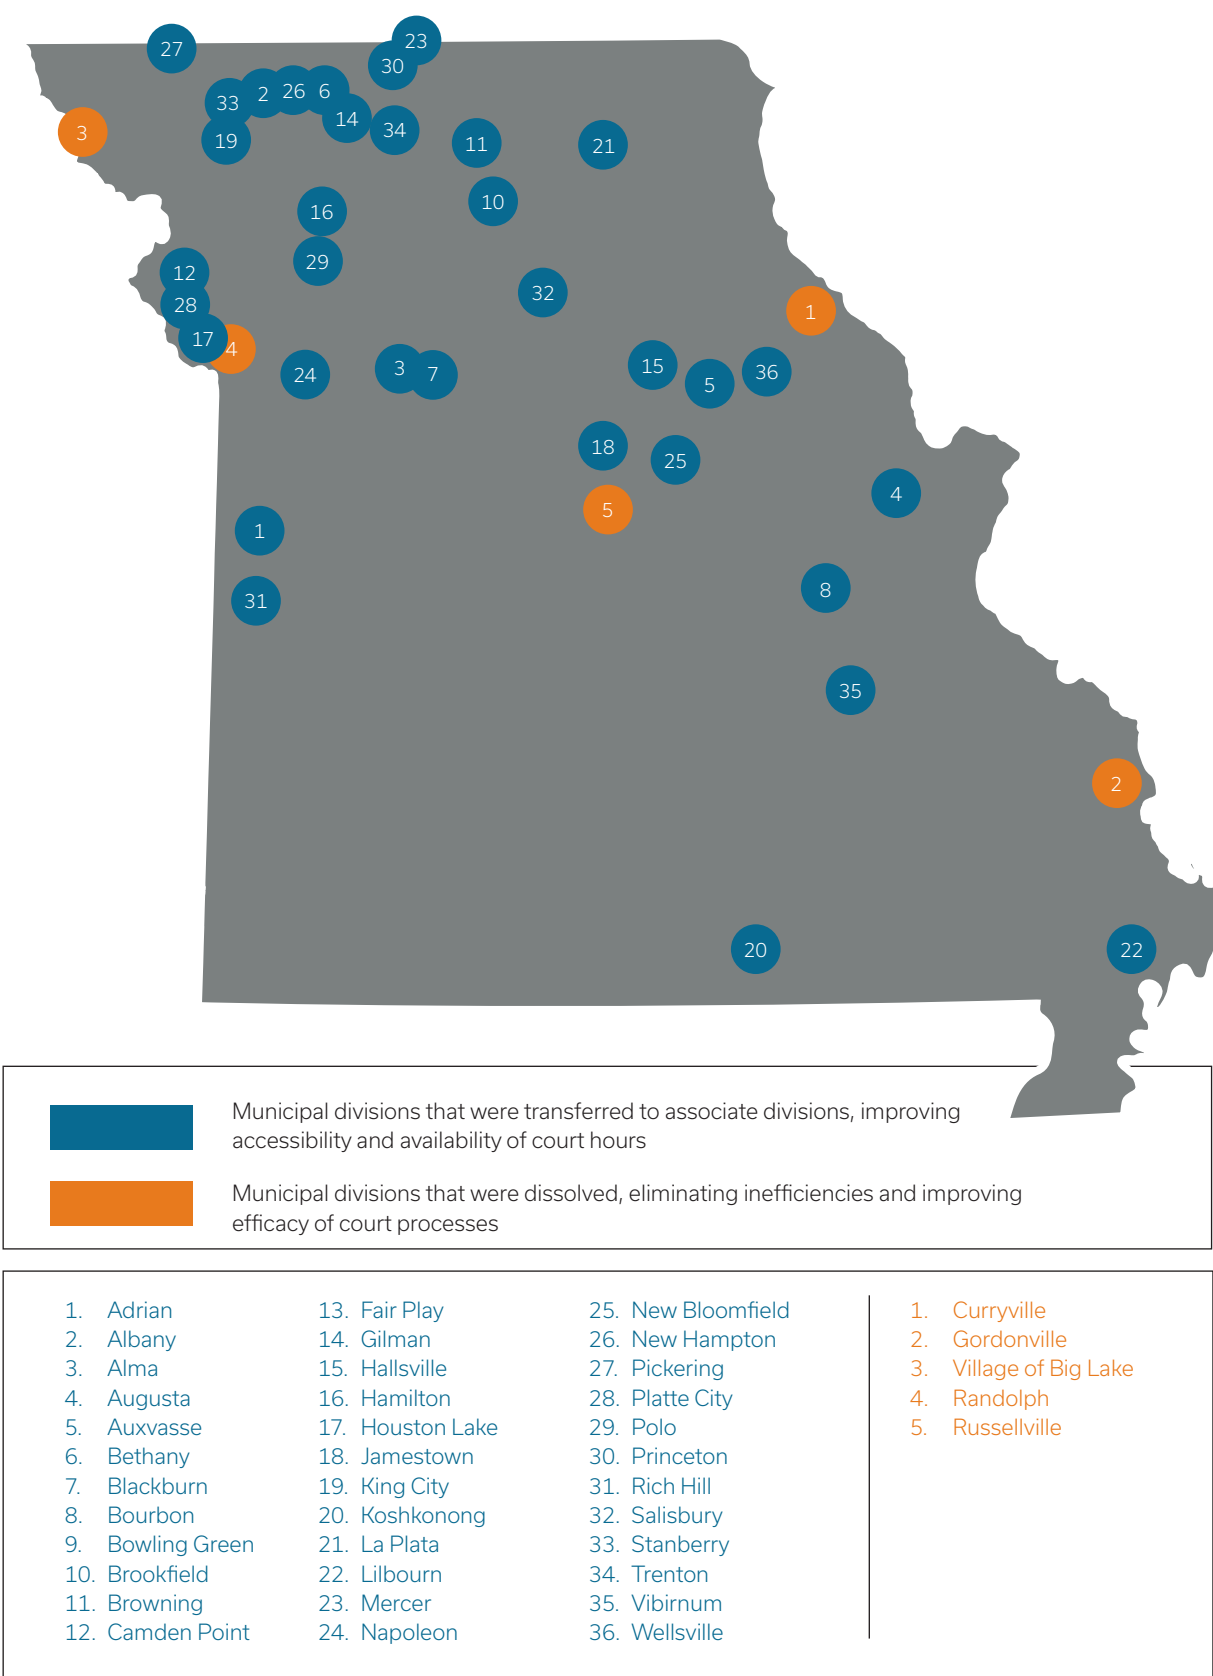 23
27
30
33
2
26
6
14
3
34
19
11
21
10
16
29
12
32
28
1
17
4
15
36
3
7
24
5
18
25
4
5
1
8
31
35
2
20
22
Municipal divisions that were transferred to associate divisions, improving
accessibility and availability of court hours
Municipal divisions that were dissolved, eliminating inefficiencies and improving
efficacy of court processes
1. Adrian
2. Albany
3. Alma
4. Augusta
5. Auxvasse
6. Bethany
7. Blackburn
8. Bourbon
9. Bowling Green
10. Brookfield
11. Browning
12. Camden Point
13. Fair Play
14. Gilman
15. Hallsville
16. Hamilton
17. Houston Lake
18. Jamestown
19. King City
20. Koshkonong
21. La Plata
22. Lilbourn
23. Mercer
24. Napoleon
25. New Bloomfield
26. New Hampton
27. Pickering
28. Platte City
29. Polo
30. Princeton
31. Rich Hill
32. Salisbury
33. Stanberry
34. Trenton
35. Vibirnum
36. Wellsville
1. Curryville
2. Gordonville
3. Village of Big Lake
4. Randolph
5. Russellville